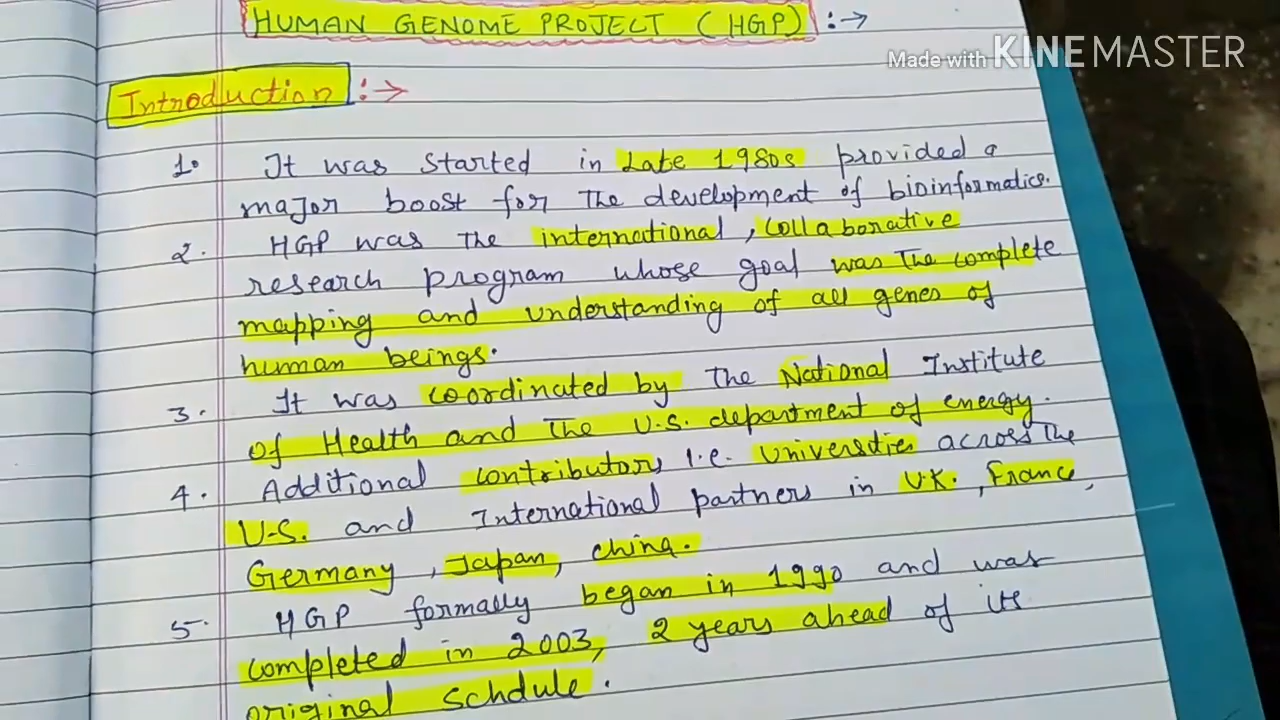 HUMAN GENOME PROJECT (HGP) :→
Made with KINEMASTER
Introduction :→
1. It was started in Late 1980s provided a
major boost for the development of bioinformatics.
2. HGP was the international, collaborative
research program whose goal was the complete
mapping and understanding of all genes of
human beings.
3. It was coordinated by the National Institute
of Health and the U.S. department of energy.
4. Additional contributors i.e. Universities across the
U.S. and International partners in U.K., France,
Germany, Japan, china.
5. HGP formally began in 1990 and was
completed in 2003, 2 years ahead of its
original schdule.